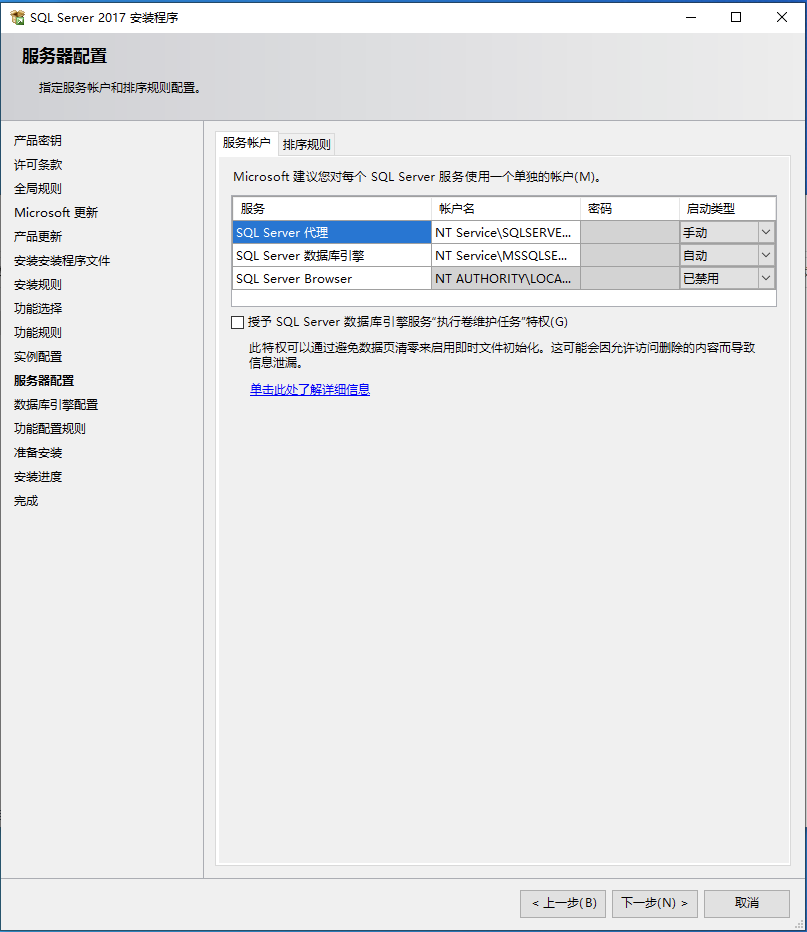 SQL Server 2017 安装程序
服务器配置
指定服务帐户和排序规则配置。
产品密钥
许可条款
全局规则
Microsoft 更新
产品更新
安装安装程序文件
安装规则
功能选择
功能规则
实例配置
服务器配置
数据库引擎配置
功能配置规则
准备安装
安装进度
完成
服务帐户 排序规则
Microsoft 建议您对每个 SQL Server 服务使用一个单独的帐户(M)。
服务 帐户名 密码 启动类型
SQL Server 代理 NT Service\SQLSERVE... 手动
SQL Server 数据库引擎 NT Service\MSSQLSE... 自动
SQL Server Browser NT AUTHORITY\LOCA... 已禁用
授予 SQL Server 数据库引擎服务“执行卷维护任务”特权(G)
此特权可以通过避免数据页清零来启用即时文件初始化。这可能会因允许访问删除的内容而导致
信息泄漏。
单击此处了解详细信息
< 上一步(B) 下一步(N) > 取消